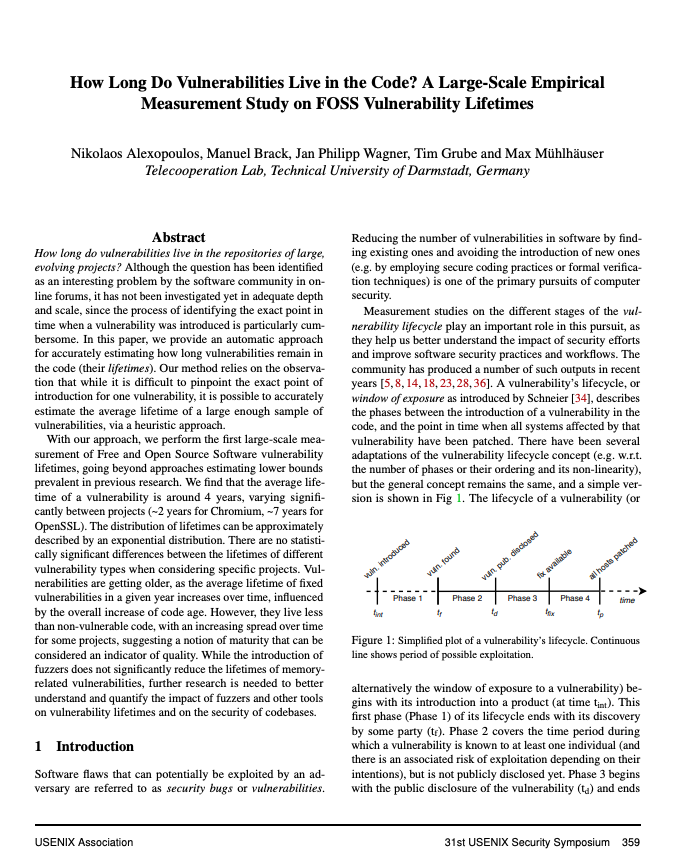 How Long Do Vulnerabilities Live in the Code? A Large-Scale Empirical
Measurement Study on FOSS Vulnerability Lifetimes
Nikolaos Alexopoulos, Manuel Brack, Jan Philipp Wagner, Tim Grube and Max Mühlhäuser
Telecooperation Lab, Technical University of Darmstadt, Germany
Abstract
How long do vulnerabilities live in the repositories of large,
evolving projects? Although the question has been identified
as an interesting problem by the software community in on-
line forums, it has not been investigated yet in adequate depth
and scale, since the process of identifying the exact point in
time when a vulnerability was introduced is particularly cum-
bersome. In this paper, we provide an automatic approach
for accurately estimating how long vulnerabilities remain in
the code (their lifetimes). Our method relies on the observa-
tion that while it is difficult to pinpoint the exact point of
introduction for one vulnerability, it is possible to accurately
estimate the average lifetime of a large enough sample of
vulnerabilities, via a heuristic approach.
With our approach, we perform the first large-scale mea-
surement of Free and Open Source Software vulnerability
lifetimes, going beyond approaches estimating lower bounds
prevalent in previous research. We find that the average life-
time of a vulnerability is around 4 years, varying signifi-
cantly between projects (~2 years for Chromium, ~7 years for
OpenSSL). The distribution of lifetimes can be approximately
described by an exponential distribution. There are no statisti-
cally significant differences between the lifetimes of different
vulnerability types when considering specific projects. Vul-
nerabilities are getting older, as the average lifetime of fixed
vulnerabilities in a given year increases over time, influenced
by the overall increase of code age. However, they live less
than non-vulnerable code, with an increasing spread over time
for some projects, suggesting a notion of maturity that can be
considered an indicator of quality. While the introduction of
fuzzers does not significantly reduce the lifetimes of memory-
related vulnerabilities, further research is needed to better
understand and quantify the impact of fuzzers and other tools
on vulnerability lifetimes and on the security of codebases.
1 Introduction
Software flaws that can potentially be exploited by an ad-
versary are referred to as security bugs or vulnerabilities.
Reducing the number of vulnerabilities in software by find-
ing existing ones and avoiding the introduction of new ones
(e.g. by employing secure coding practices or formal verifica-
tion techniques) is one of the primary pursuits of computer
security.
Measurement studies on the different stages of the vul-
nerability lifecycle play an important role in this pursuit, as
they help us better understand the impact of security efforts
and improve software security practices and workflows. The
community has produced a number of such outputs in recent
years [5, 8, 14, 18, 23, 28, 36]. A vulnerability's lifecycle, or
window of exposure as introduced by Schneier [34], describes
the phases between the introduction of a vulnerability in the
code, and the point in time when all systems affected by that
vulnerability have been patched. There have been several
adaptations of the vulnerability lifecycle concept (e.g. w.r.t.
the number of phases or their ordering and its non-linearity),
but the general concept remains the same, and a simple ver-
sion is shown in Fig 1. The lifecycle of a vulnerability (or
vuln. introduced
vuln. found
vuln. pub. disclosed
fix available
all hosts patched
Phase 1 Phase 2 Phase 3 Phase 4 time
tint tf td tfix tp
Figure 1: Simplified plot of a vulnerability's lifecycle. Continuous
line shows period of possible exploitation.
alternatively the window of exposure to a vulnerability) be-
gins with its introduction into a product (at time tint). This
first phase (Phase 1) of its lifecycle ends with its discovery
by some party (tf). Phase 2 covers the time period during
which a vulnerability is known to at least one individual (and
there is an associated risk of exploitation depending on their
intentions), but is not publicly disclosed yet. Phase 3 begins
with the public disclosure of the vulnerability (td) and ends
USENIX Association
31st USENIX Security Symposium 359